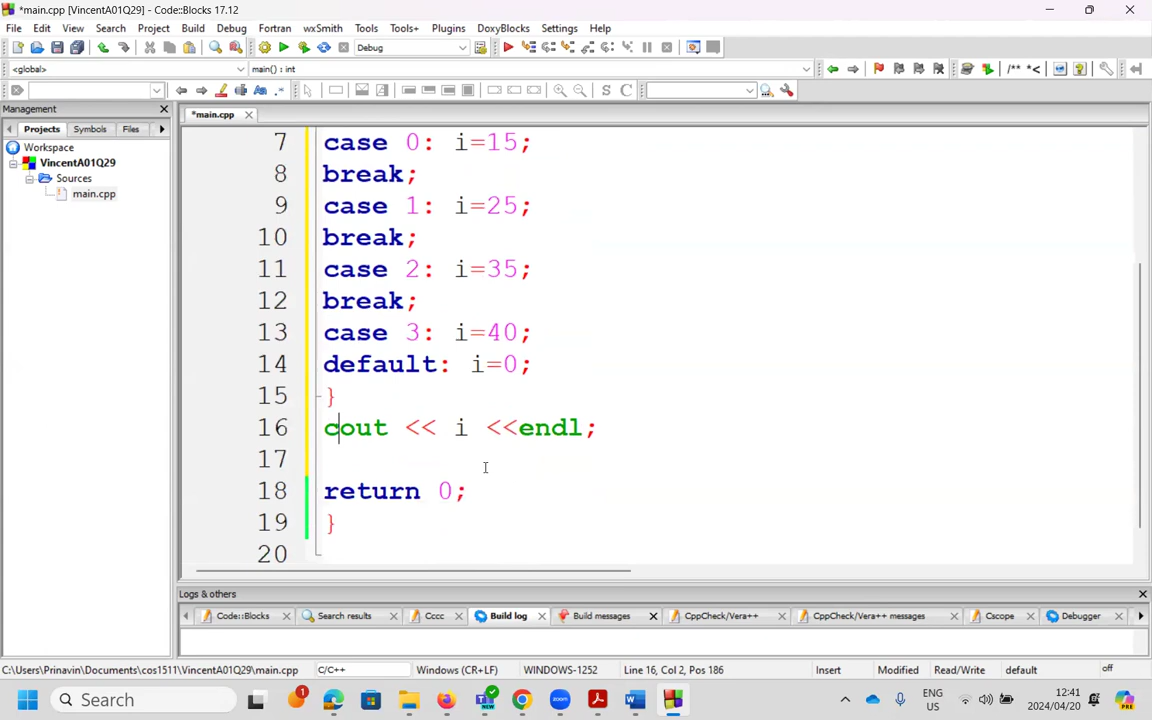 *main.cpp [VincentA01Q29] - Code::Blocks 17.12
File Edit View Search Project Build Debug Fortran wxSmith Tools Tools+ Plugins DoxyBlocks Settings Help
Debug
<global> main() : int /** *<
Aa .* S C
Management
Projects Symbols Files
Workspace
VincentA01Q29
Sources
main.cpp
*main.cpp
7 case 0: i=15;
8 break;
9 case 1: i=25;
10 break;
11 case 2: i=35;
12 break;
13 case 3: i=40;
14 default: i=0;
15 }
16 cout << i <<endl;
17
18 return 0;
19 }
20
Logs & others
Code::Blocks Search results Cccc Build log Build messages CppCheck/Vera++ CppCheck/Vera++ messages Cscope Debugger
C:\Users\Prinavin\Documents\cos1511\VincentA01Q29\main.cpp C/C++ Windows (CR+LF) WINDOWS-1252 Line 16, Col 2, Pos 186 Insert Modified Read/Write default off
Search 1 ENG US 12:41 2024/04/20 PRE